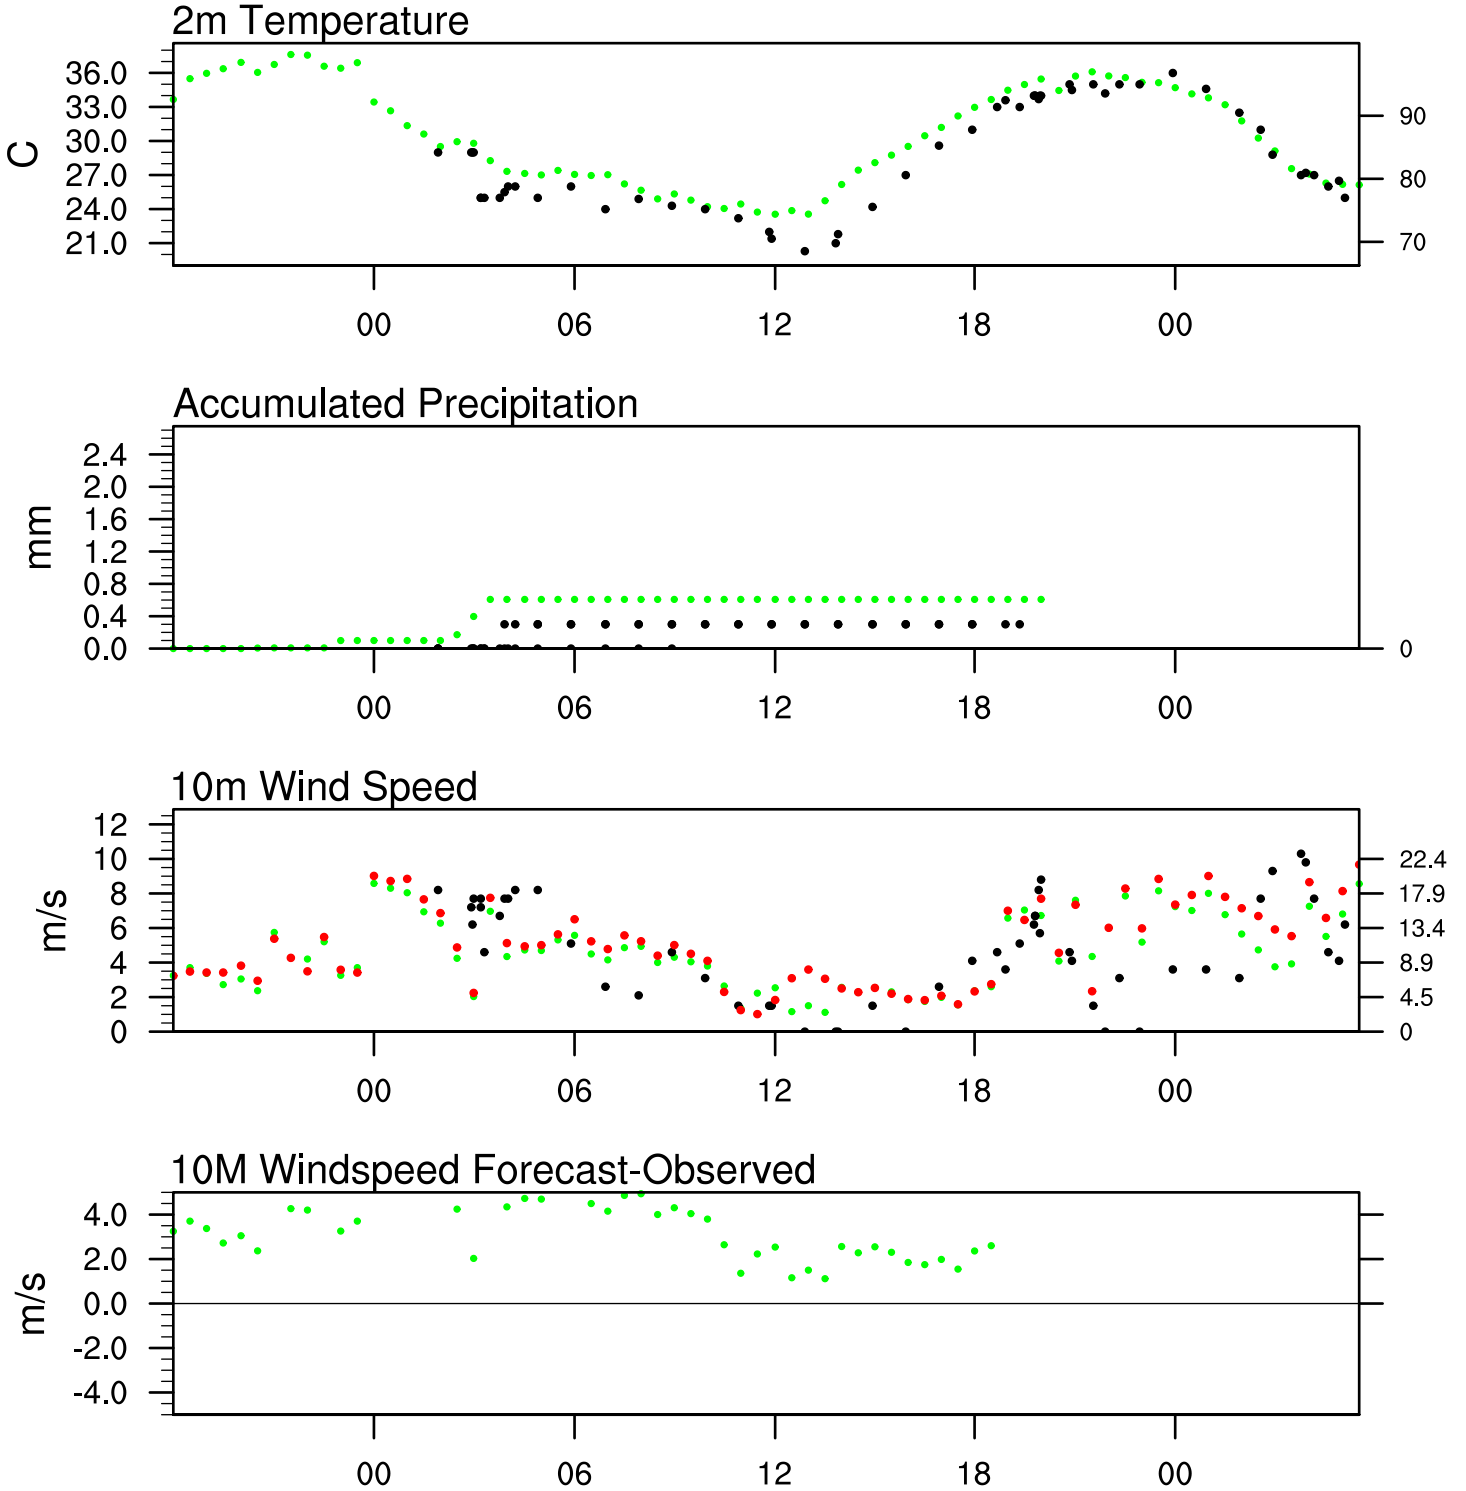 2m Temperature
36.0
33.0
30.0
27.0
24.0
21.0
C
90
80
70
00 06 12 18 00
Accumulated Precipitation
2.4
2.0
1.6
1.2
0.8
0.4
0.0
mm
0
00 06 12 18 00
10m Wind Speed
12
10
8
6
4
2
0
m/s
22.4
17.9
13.4
8.9
4.5
0
00 06 12 18 00
10M Windspeed Forecast-Observed
4.0
2.0
0.0
-2.0
-4.0
m/s
00 06 12 18 00